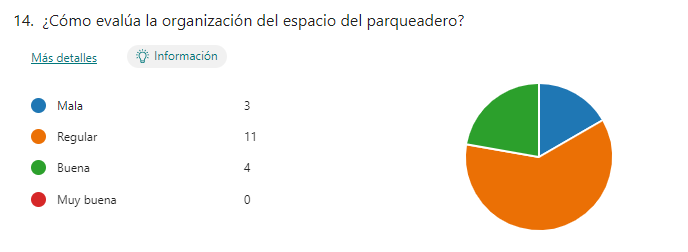 14. ¿Cómo evalúa la organización del espacio del parqueadero?
Más detalles
Información
Mala 3
Regular 11
Buena 4
Muy buena 0